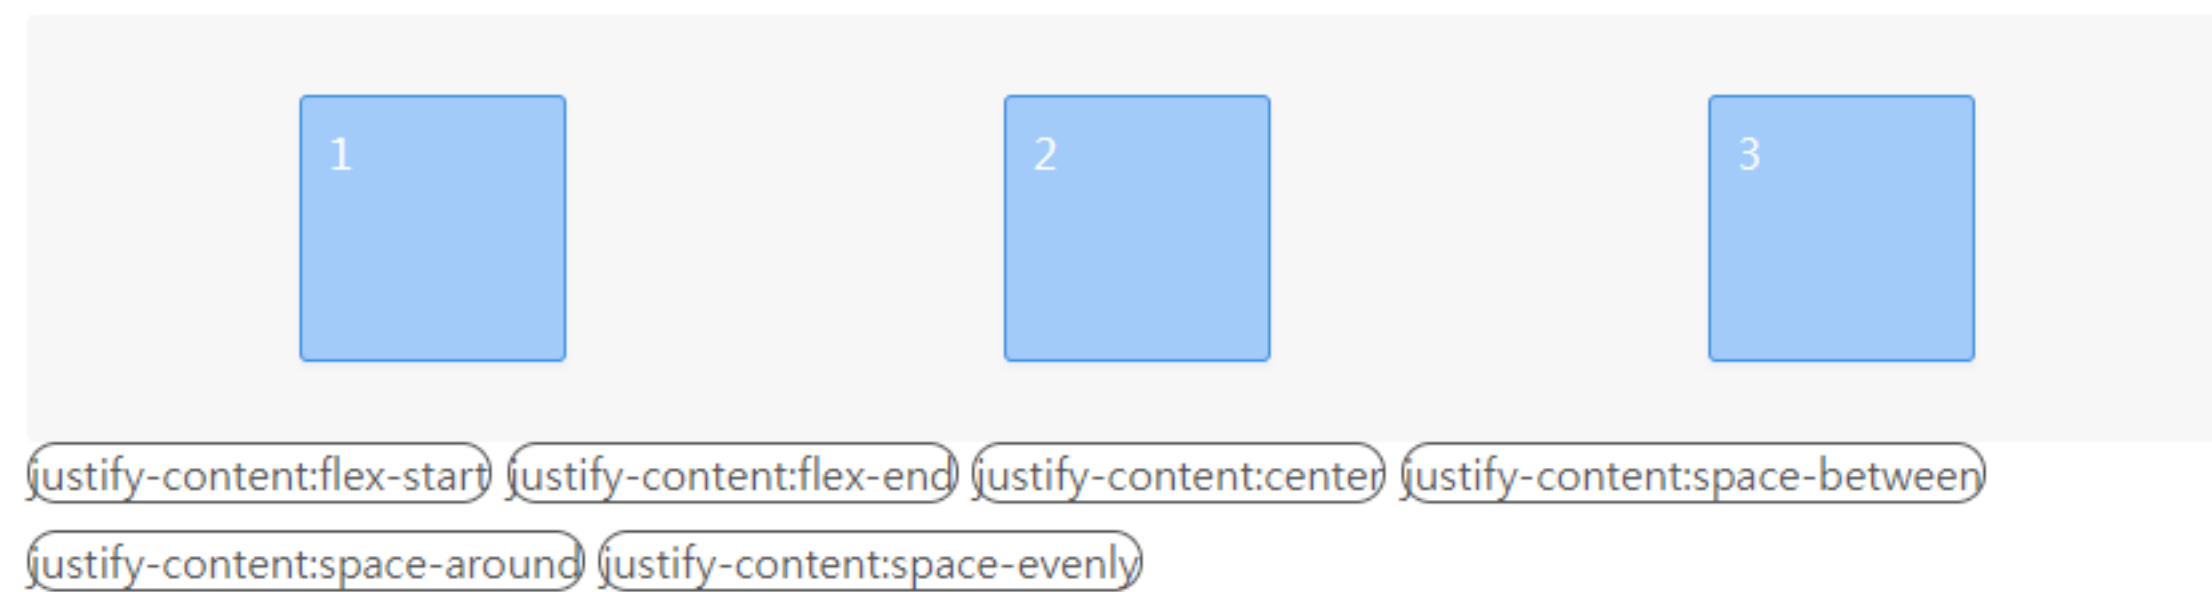 1 2 3
justify-content:flex-start justify-content:flex-end justify-content:center justify-content:space-between
justify-content:space-around justify-content:space-evenly